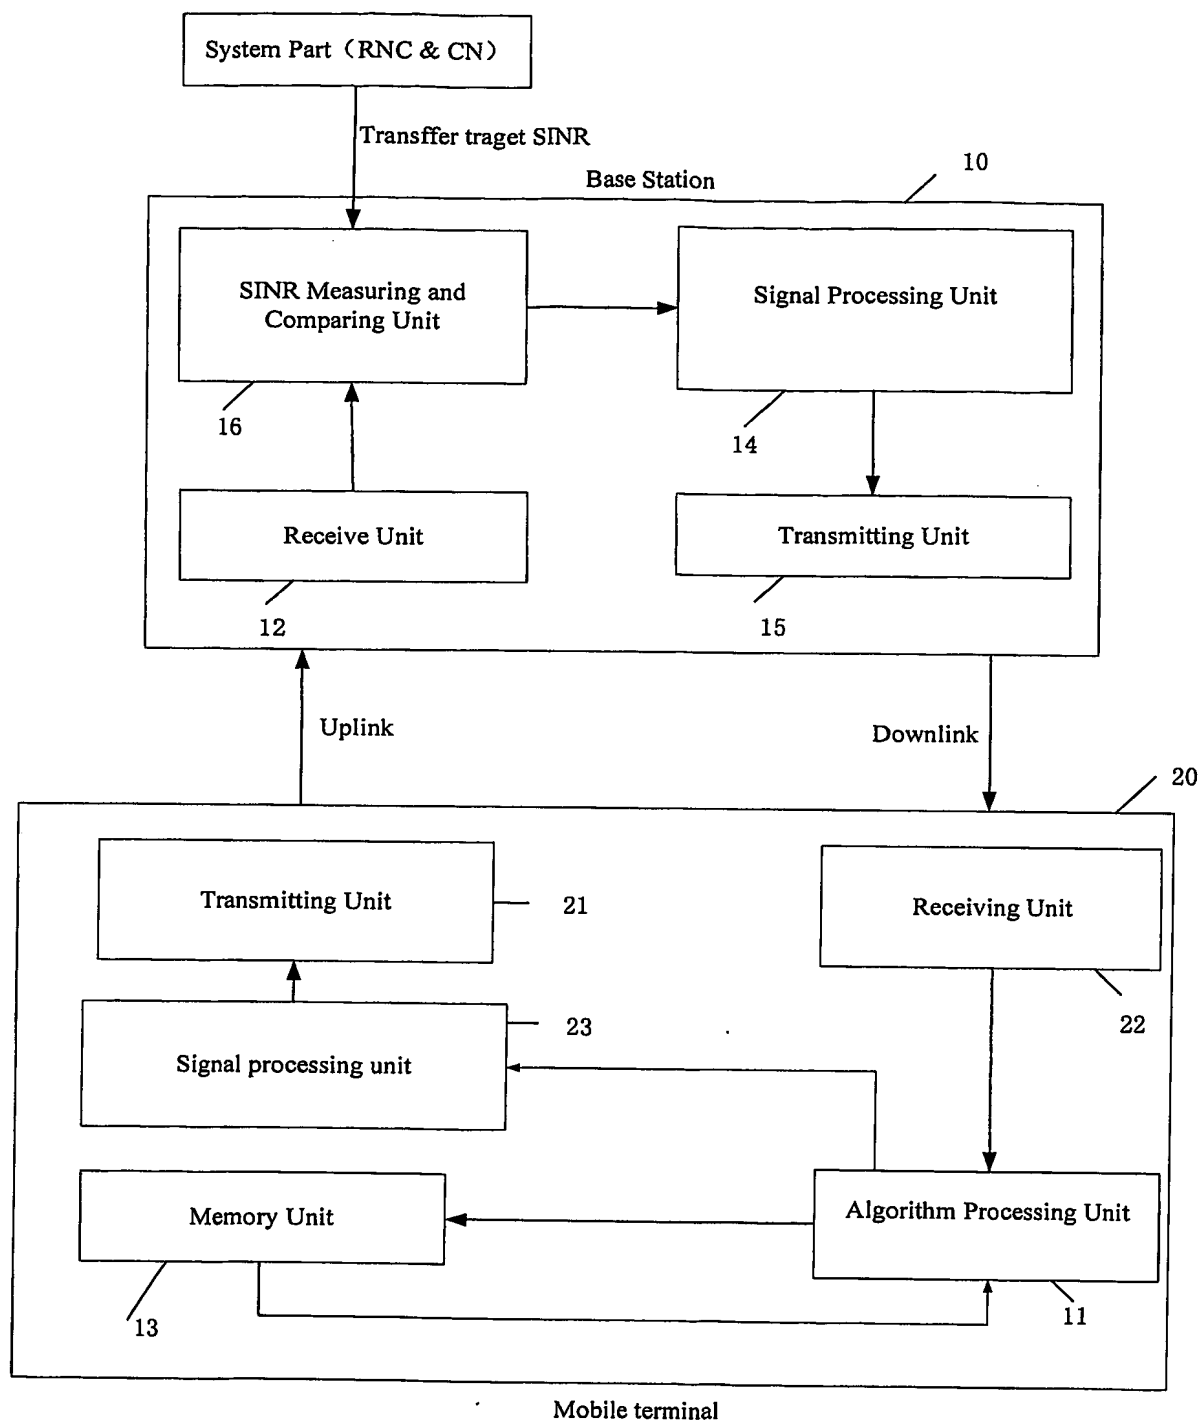 System Part（RNC & CN）
Transffer traget SINR
Base Station
10
SINR Measuring and
Comparing Unit
Signal Processing Unit
16
14
Receive Unit
Transmitting Unit
12
15
Uplink
Downlink
20
Transmitting Unit
21
Receiving Unit
22
23
Signal processing unit
Memory Unit
Algorithm Processing Unit
13
11
Mobile terminal